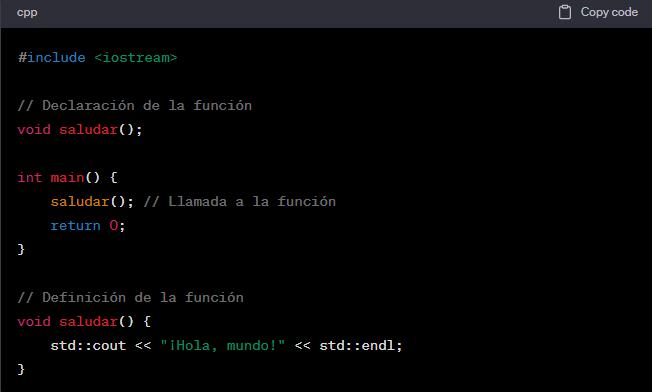 cpp
Copy code
#include <iostream>
// Declaración de la función
void saludar();
int main() {
    saludar(); // Llamada a la función
    return 0;
}
// Definición de la función
void saludar() {
    std::cout << "¡Hola, mundo!" << std::endl;
}